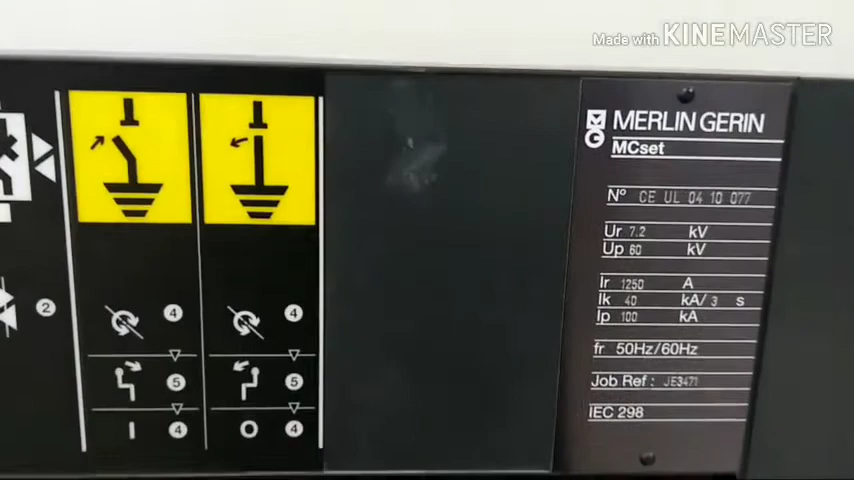 Made with KINEMASTER
MERLIN GERIN
MCset
N° CE UL 04 10 077
Ur 7.2 kV
Up 60 kV
Ir 1250 A
Ik 40 kA/ 3 s
Ip 100 kA
fr 50Hz/60Hz
Job Ref : JE3471
IEC 298
2
4
4
5
5
I 4
O 4